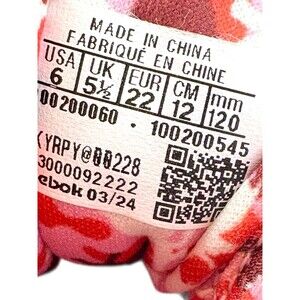 MADE IN CHINA
FABRIQUÉ EN CHINE
USA UK EUR CM mm
6 5½ 22 12 120
100200060 • 100200545
YRPY@00228
3000092222
ebok 03/24